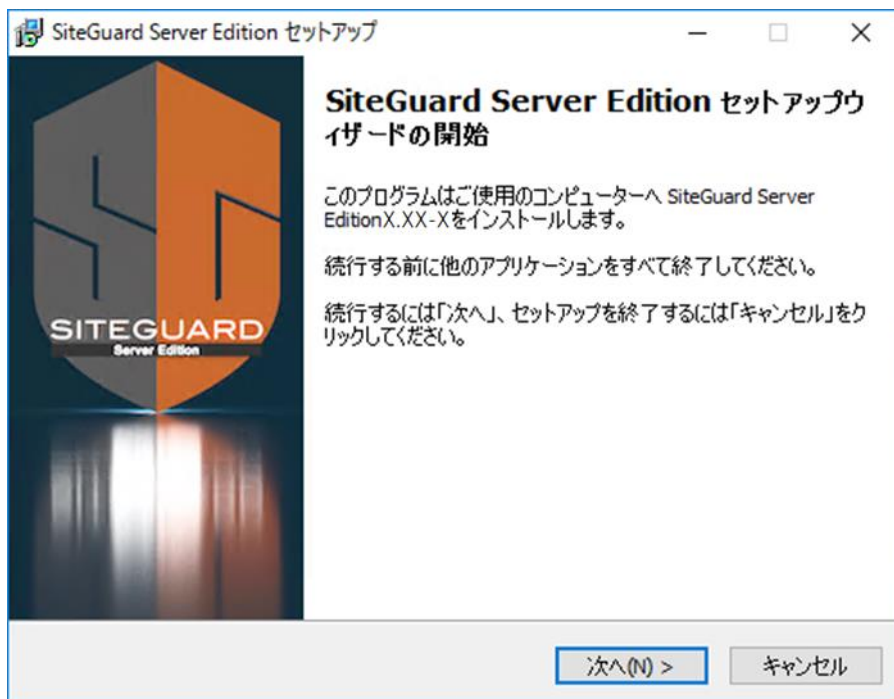 SiteGuard Server Edition セットアップ
SiteGuard Server Edition セットアップウ
ィザードの開始
このプログラムはご使用のコンピューターへ SiteGuard Server
EditionX.XX-Xをインストールします。
続行する前に他のアプリケーションをすべて終了してください。
続行するには「次へ」、セットアップを終了するには「キャンセル」をク
リックしてください。
SITEGUARD
Server Edition
次へ(N) >
キャンセル